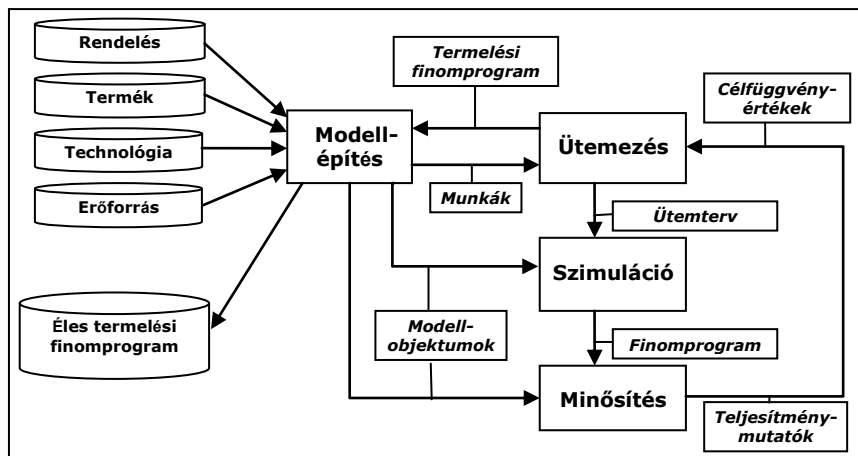 Rendelés
Termék
Technológia
Erőforrás
Éles termelési
finomprogram
Modell-
építés
Termelési
finomprogram
Munkák
Modell-
objektumok
Ütemezés
Ütemterv
Szimuláció
Finomprogram
Minősítés
Célfüggvény-
értékek
Teljesítmény-
mutatók